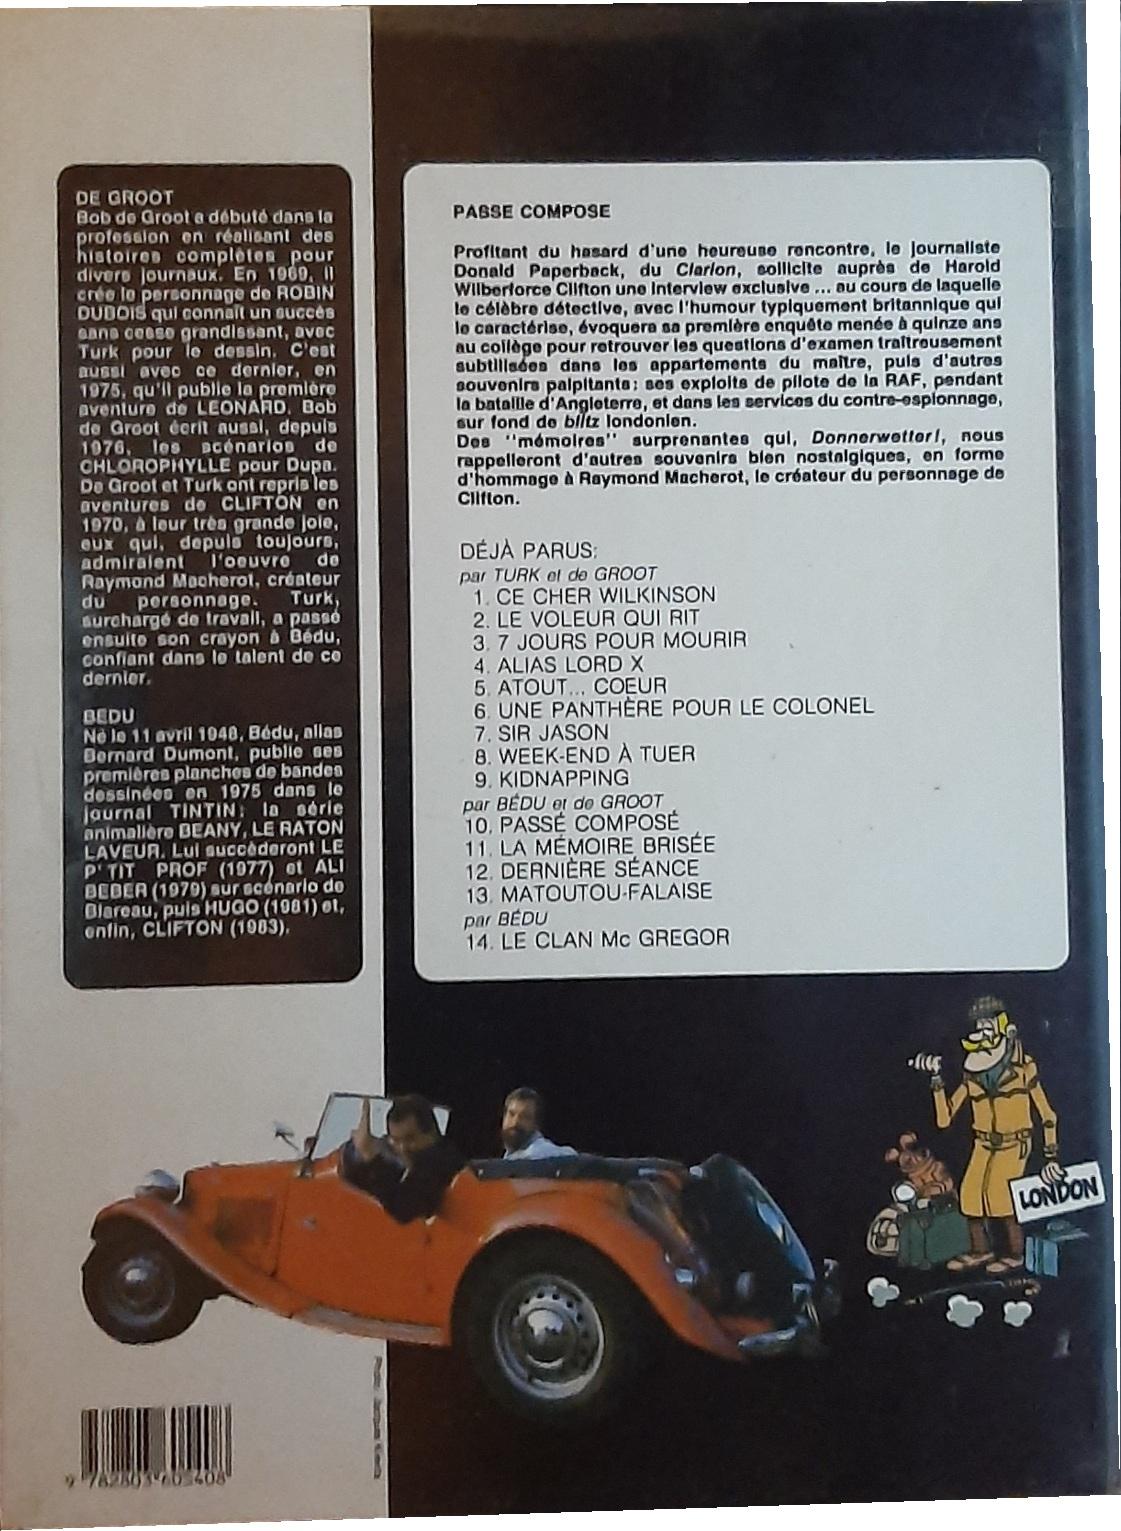 DE GROOT
Bob de Groot a débuté dans la
profession en réalisant des
histoires complètes pour
divers journaux. En 1969, il
crée le personnage de ROBIN
DUBOIS qui connaît un succès
sans cesse grandissant, avec
Turk pour le dessin. C'est
aussi avec ce dernier, en
1975, qu'il publie la première
aventure de LEONARD. Bob
de Groot écrit aussi, depuis
1976, les scénarios de
CHLOROPHYLLE pour Dupa.
De Groot et Turk ont repris les
aventures de CLIFTON en
1970, à leur très grande joie,
eux qui, depuis toujours,
admiraient l'oeuvre de
Raymond Macherot, créateur
du personnage. Turk,
surchargé de travail, a passé
ensuite son crayon à Bédu,
confiant dans le talent de ce
dernier.
BEDU
Né le 11 avril 1948, Bédu, alias
Bernard Dumont, publie ses
premières planches de bandes
dessinées en 1975 dans le
journal TINTIN: la série
animalière BEANY, LE RATON
LAVEUR. Lui succèderont LE
P'TIT PROF (1977) et ALI
BEBER (1979) sur scénario de
Blareau, puis HUGO (1981) et,
enfin, CLIFTON (1983).
PASSE COMPOSE
Profitant du hasard d'une heureuse rencontre, le journaliste
Donald Paperback, du Clarion, sollicite auprès de Harold
Wilberforce Clifton une interview exclusive ... au cours de laquelle
le célèbre détective, avec l'humour typiquement britannique qui
le caractérise, évoquera sa première enquête menée à quinze ans
au collège pour retrouver les questions d'examen traîtreusement
subtilisées dans les appartements du maître, puis d'autres
souvenirs palpitants: ses exploits de pilote de la RAF, pendant
la bataille d'Angleterre, et dans les services du contre-espionnage,
sur fond de blitz londonien.
Des "mémoires" surprenantes qui, Donnerwetter!, nous
rappelleront d'autres souvenirs bien nostalgiques, en forme
d'hommage à Raymond Macherot, le créateur du personnage de
Clifton.
DÉJÀ PARUS:
par TURK et de GROOT
1. CE CHER WILKINSON
2. LE VOLEUR QUI RIT
3. 7 JOURS POUR MOURIR
4. ALIAS LORD X
5. ATOUT... COEUR
6. UNE PANTHÈRE POUR LE COLONEL
7. SIR JASON
8. WEEK-END À TUER
9. KIDNAPPING
par BÉDU et de GROOT
10. PASSÉ COMPOSÉ
11. LA MÉMOIRE BRISÉE
12. DERNIÈRE SÉANCE
13. MATOUTOU-FALAISE
par BÉDU
14. LE CLAN Mc GREGOR
LONDON
9 782803 605408